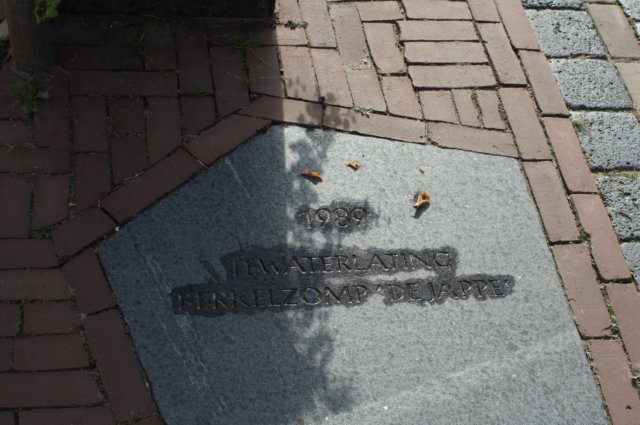 1989
TEWATERLATING
BERKELZOMP 'DE JAPPE'